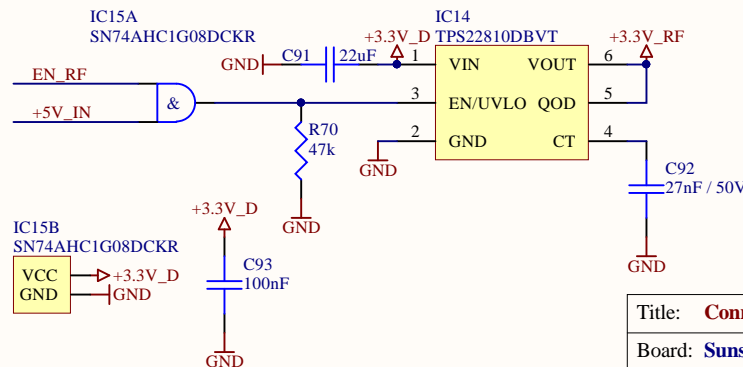 IC15A
SN74AHC1G08DCKR
EN_RF
+5V_IN
&
GND
C91
22uF
+3.3V_D
IC14
TPS22810DBVT
1 VIN VOUT 6
+3.3V_RF
3 EN/UVLO QOD 5
2 GND CT 4
GND
R70
47k
GND
C92
27nF / 50V
GND
IC15B
SN74AHC1G08DCKR
VCC +3.3V_D
GND GND
+3.3V_D
C93
100nF
GND
Title:
Board: